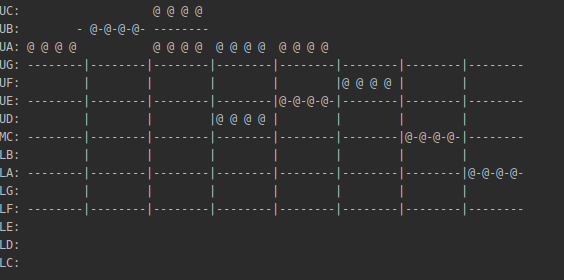 UC:                   @ @ @ @
UB:        - @-@-@-@- --------
UA: @ @ @ @           @ @ @ @  @ @ @ @  @ @ @ @
UG: --------|--------|--------|--------|--------|--------|--------|--------
UF:         |        |        |        |        |@ @ @ @ |        |
UE: --------|--------|--------|--------|@-@-@-@-|--------|--------|--------
UD:         |        |        |@ @ @ @ |        |        |        |
MC: --------|--------|--------|--------|--------|--------|@-@-@-@-|--------
LB:         |        |        |        |        |        |        |
LA: --------|--------|--------|--------|--------|--------|--------|@-@-@-@-
LG:         |        |        |        |        |        |        |
LF: --------|--------|--------|--------|--------|--------|--------|--------
LE:
LD:
LC: